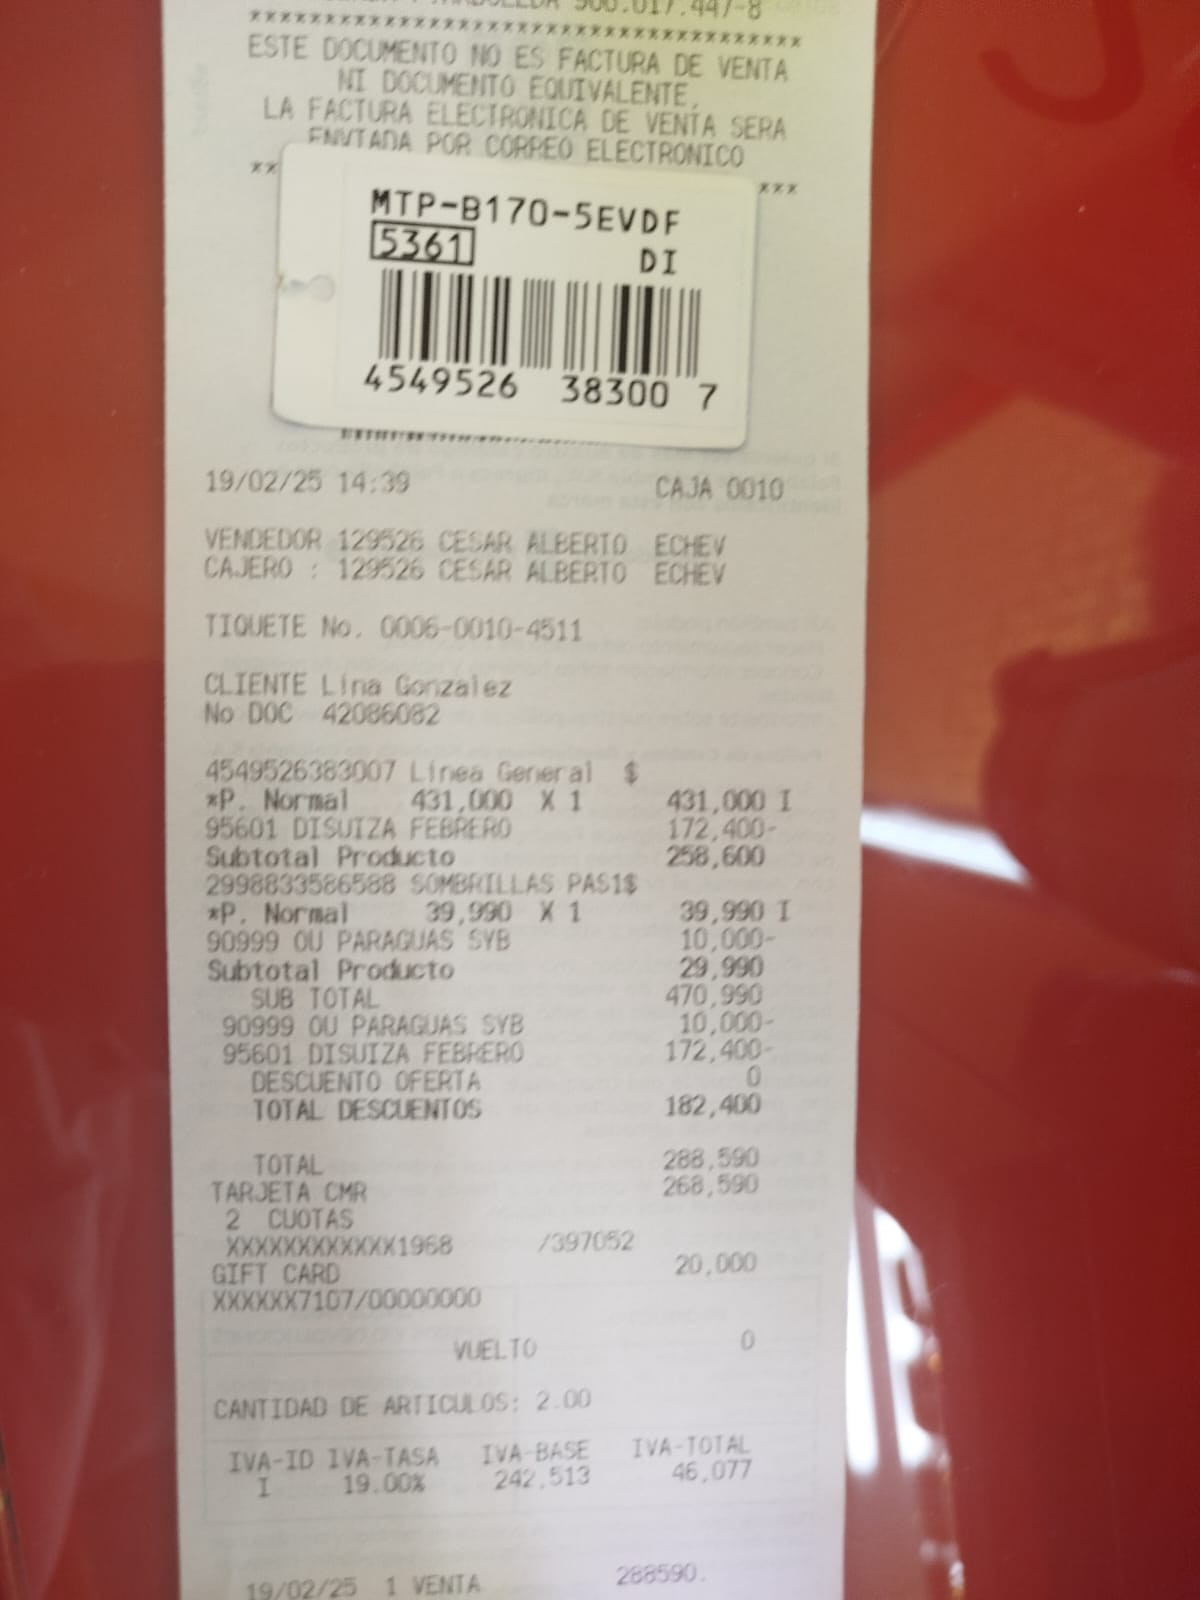 900.017.447-8
****************************************
ESTE DOCUMENTO NO ES FACTURA DE VENTA
NI DOCUMENTO EQUIVALENTE.
LA FACTURA ELECTRONICA DE VENTA SERA
ENVIADA POR CORREO ELECTRONICO
** ***
MTP-B170-5EVDF
5361 DI
4549526 38300 7
19/02/25 14:39 CAJA 0010
VENDEDOR 129526 CESAR ALBERTO ECHEV
CAJERO : 129526 CESAR ALBERTO ECHEV
TIQUETE No. 0006-0010-4511
CLIENTE Lina Gonzalez
No DOC 42086082
4549526383007 Línea General $
*P. Normal 431,000 X 1 431,000 I
95601 DISUIZA FEBRERO 172,400-
Subtotal Producto 258,600
2998833586588 SOMBRILLAS PAS1$
*P. Normal 39,990 X 1 39,990 I
90999 OU PARAGUAS SYB 10,000-
Subtotal Producto 29,990
SUB TOTAL 470,990
90999 OU PARAGUAS SYB 10,000-
95601 DISUIZA FEBRERO 172,400-
DESCUENTO OFERTA 0
TOTAL DESCUENTOS 182,400
TOTAL 288,590
TARJETA CMR 268,590
2 CUOTAS
XXXXXXXXXXXX1968 /397052
GIFT CARD 20,000
XXXXXX7107/00000000
VUELTO 0
CANTIDAD DE ARTICULOS: 2.00
IVA-ID IVA-TASA IVA-BASE IVA-TOTAL
I 19.00% 242,513 46,077
19/02/25 1 VENTA 288590.